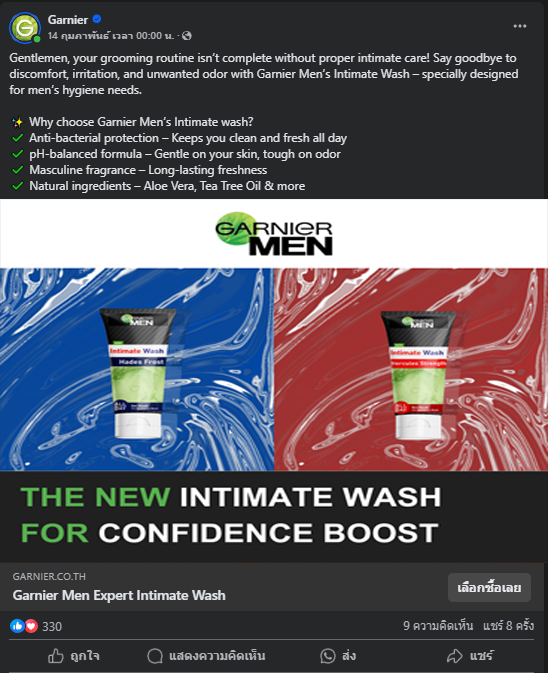 Garnier
14 กุมภาพันธ์ เวลา 00:00 น. ·
Gentlemen, your grooming routine isn't complete without proper intimate care! Say goodbye to
discomfort, irritation, and unwanted odor with Garnier Men's Intimate Wash – specially designed
for men's hygiene needs.
✨ Why choose Garnier Men's Intimate wash?
✔ Anti-bacterial protection – Keeps you clean and fresh all day
✔ pH-balanced formula – Gentle on your skin, tough on odor
✔ Masculine fragrance – Long-lasting freshness
✔ Natural ingredients – Aloe Vera, Tea Tree Oil & more
GARNIER
MEN
GARNIER
MEN
Intimate Wash
Hades Frost
GARNIER
MEN
Intimate Wash
Hercules Strength
THE NEW INTIMATE WASH
FOR CONFIDENCE BOOST
GARNIER.CO.TH
Garnier Men Expert Intimate Wash
เลือกซื้อเลย
330
9 ความคิดเห็น แชร์ 8 ครั้ง
ถูกใจ
แสดงความคิดเห็น
ส่ง
แชร์